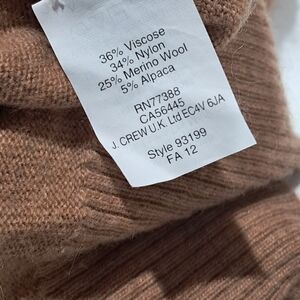 36% Viscose
34% Nylon
25% Merino Wool
5% Alpaca
RN77388
CA56445
J. CREW U.K. Ltd EC4V 6JA
Style 93199
FA 12